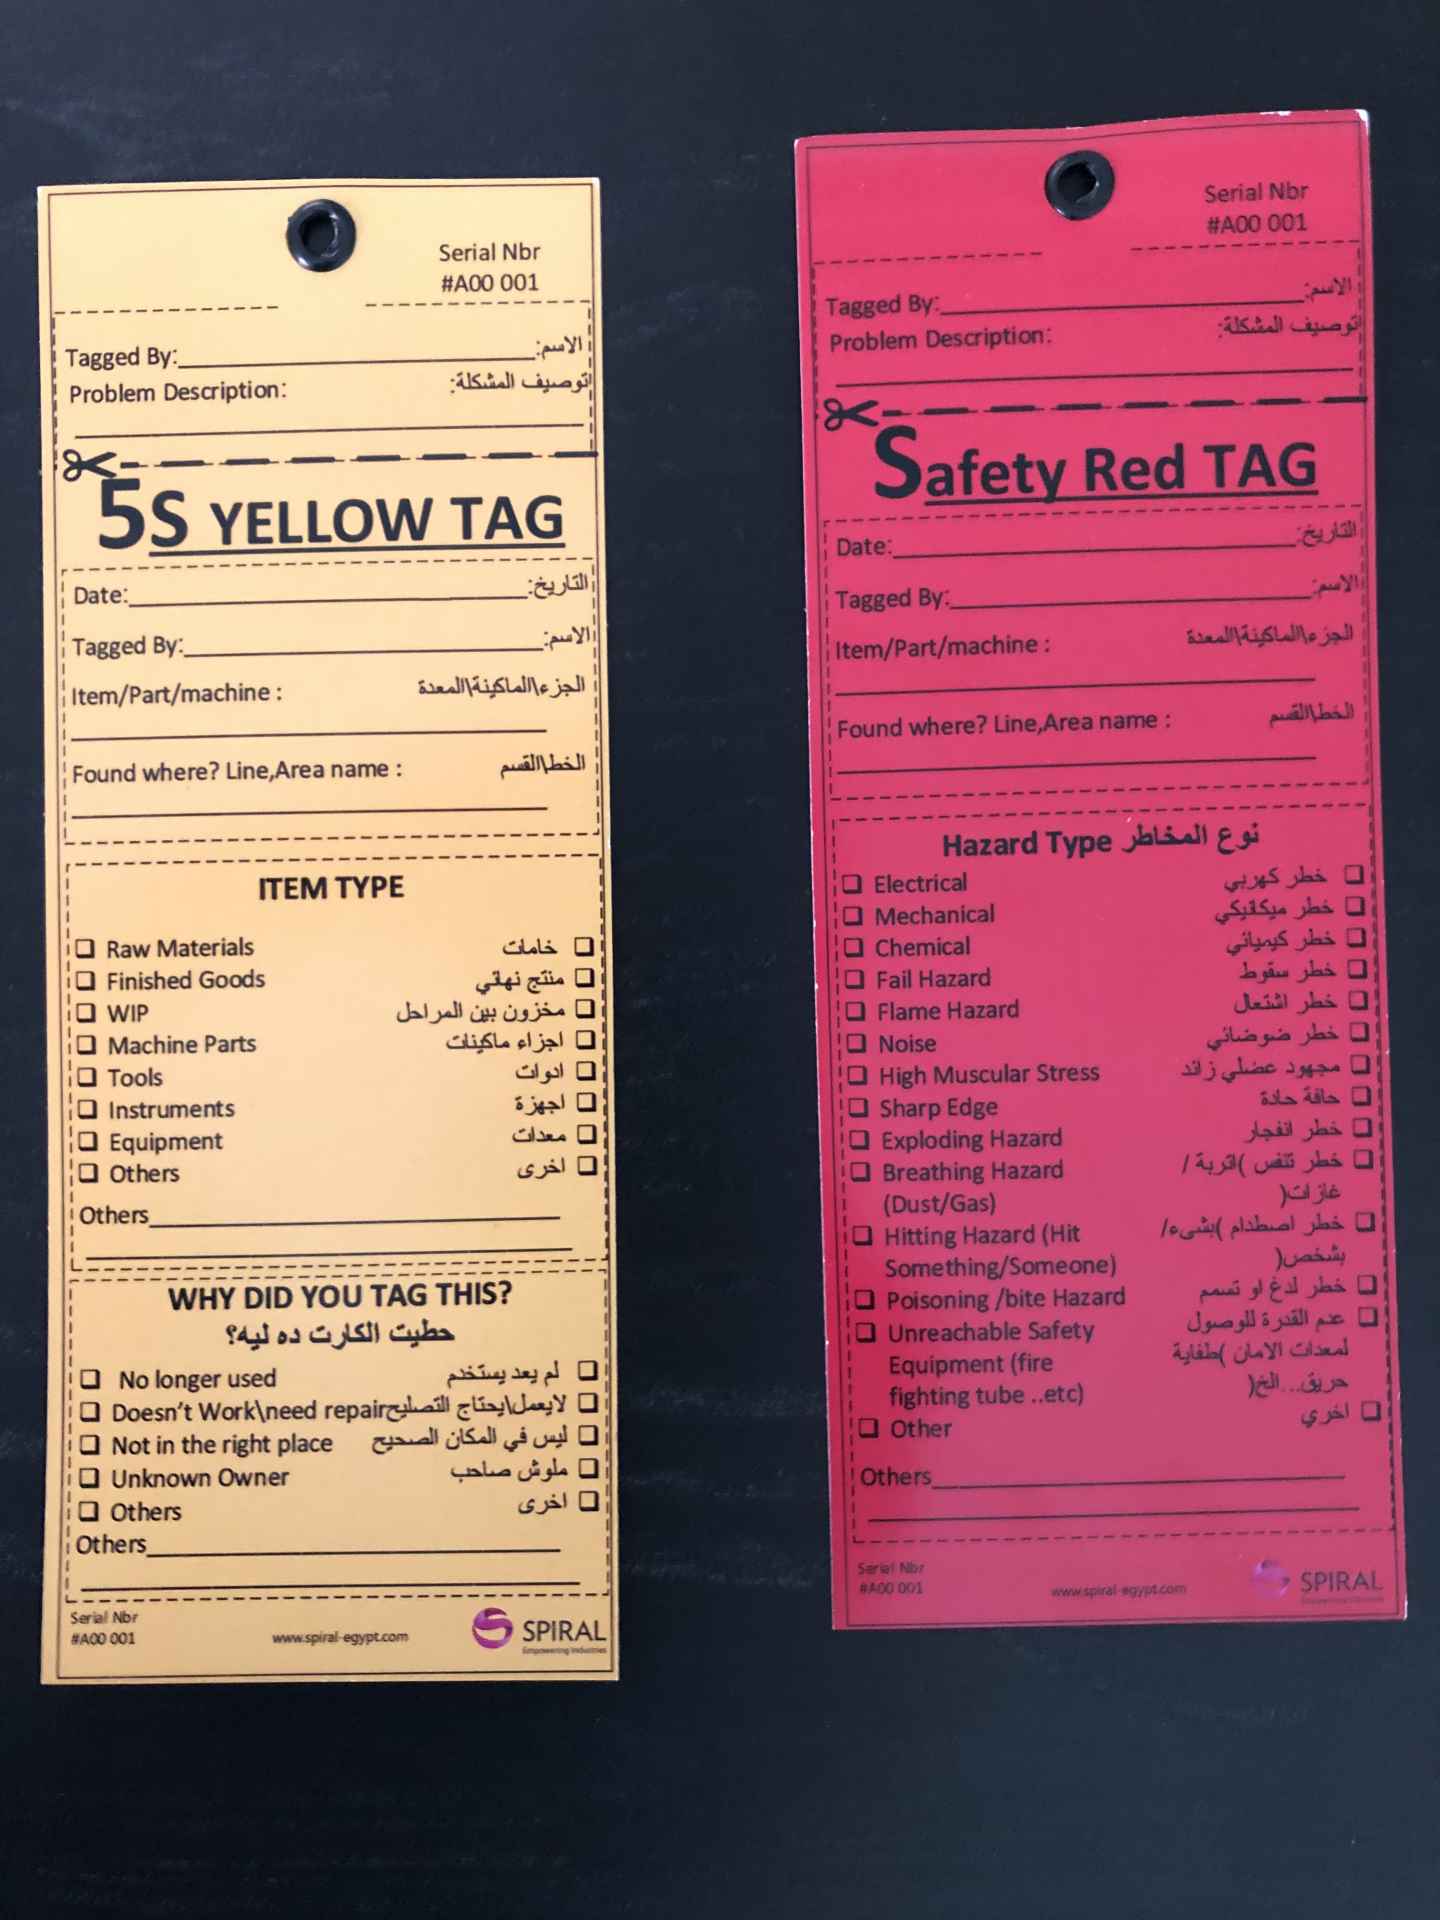 Serial Nbr
#A00 001
Tagged By: الاسم:
Problem Description: توصيف المشكلة:
5S YELLOW TAG
Date: التاريخ:
Tagged By: الاسم:
Item/Part/machine : الجزء\الماكينة\المعدة
Found where? Line,Area name : الخط\القسم
ITEM TYPE
Raw Materials خامات
Finished Goods منتج نهائي
WIP مخزون بين المراحل
Machine Parts اجزاء ماكينات
Tools ادوات
Instruments اجهزة
Equipment معدات
Others اخرى
Others
WHY DID YOU TAG THIS?
حطيت الكارت ده ليه؟
No longer used لم يعد يستخدم
Doesn't Work\need repair لايعمل\يحتاج التصليح
Not in the right place ليس في المكان الصحيح
Unknown Owner ملوش صاحب
Others اخرى
Others
Serial Nbr
#A00 001
www.spiral-egypt.com
SPIRAL
Empowering Industries
Serial Nbr
#A00 001
Tagged By: الاسم:
Problem Description: توصيف المشكلة:
Safety Red TAG
Date: التاريخ:
Tagged By: الاسم:
Item/Part/machine : الجزء\الماكينة\المعدة
Found where? Line,Area name : الخط\القسم
Hazard Type نوع المخاطر
Electrical خطر كهربي
Mechanical خطر ميكانيكي
Chemical خطر كيميائي
Fail Hazard خطر سقوط
Flame Hazard خطر اشتعال
Noise خطر ضوضائي
High Muscular Stress مجهود عضلي زائد
Sharp Edge حافة حادة
Exploding Hazard خطر انفجار
Breathing Hazard خطر تنفس )اتربة /
(Dust/Gas) غازات(
Hitting Hazard (Hit خطر اصطدام )بشىء/
Something/Someone) بشخص(
Poisoning /bite Hazard خطر لدغ او تسمم
Unreachable Safety عدم القدرة للوصول
Equipment (fire لمعدات الامان )طفاية
fighting tube ..etc) حريق...الخ(
Other اخري
Others
Serial Nbr
#A00 001
www.spiral-egypt.com
SPIRAL
Empowering Industries